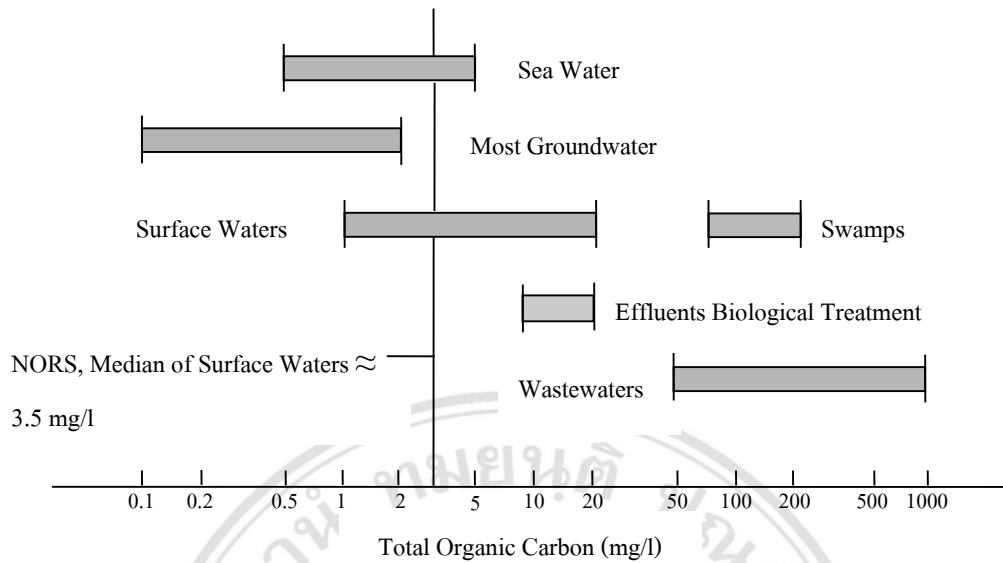 Sea Water
Most Groundwater
Surface Waters
Swamps
Effluents Biological Treatment
NORS, Median of Surface Waters ≈
3.5 mg/l
Wastewaters
0.1 0.2 0.5 1 2 5 10 20 50 100 200 500 1000
Total Organic Carbon (mg/l)